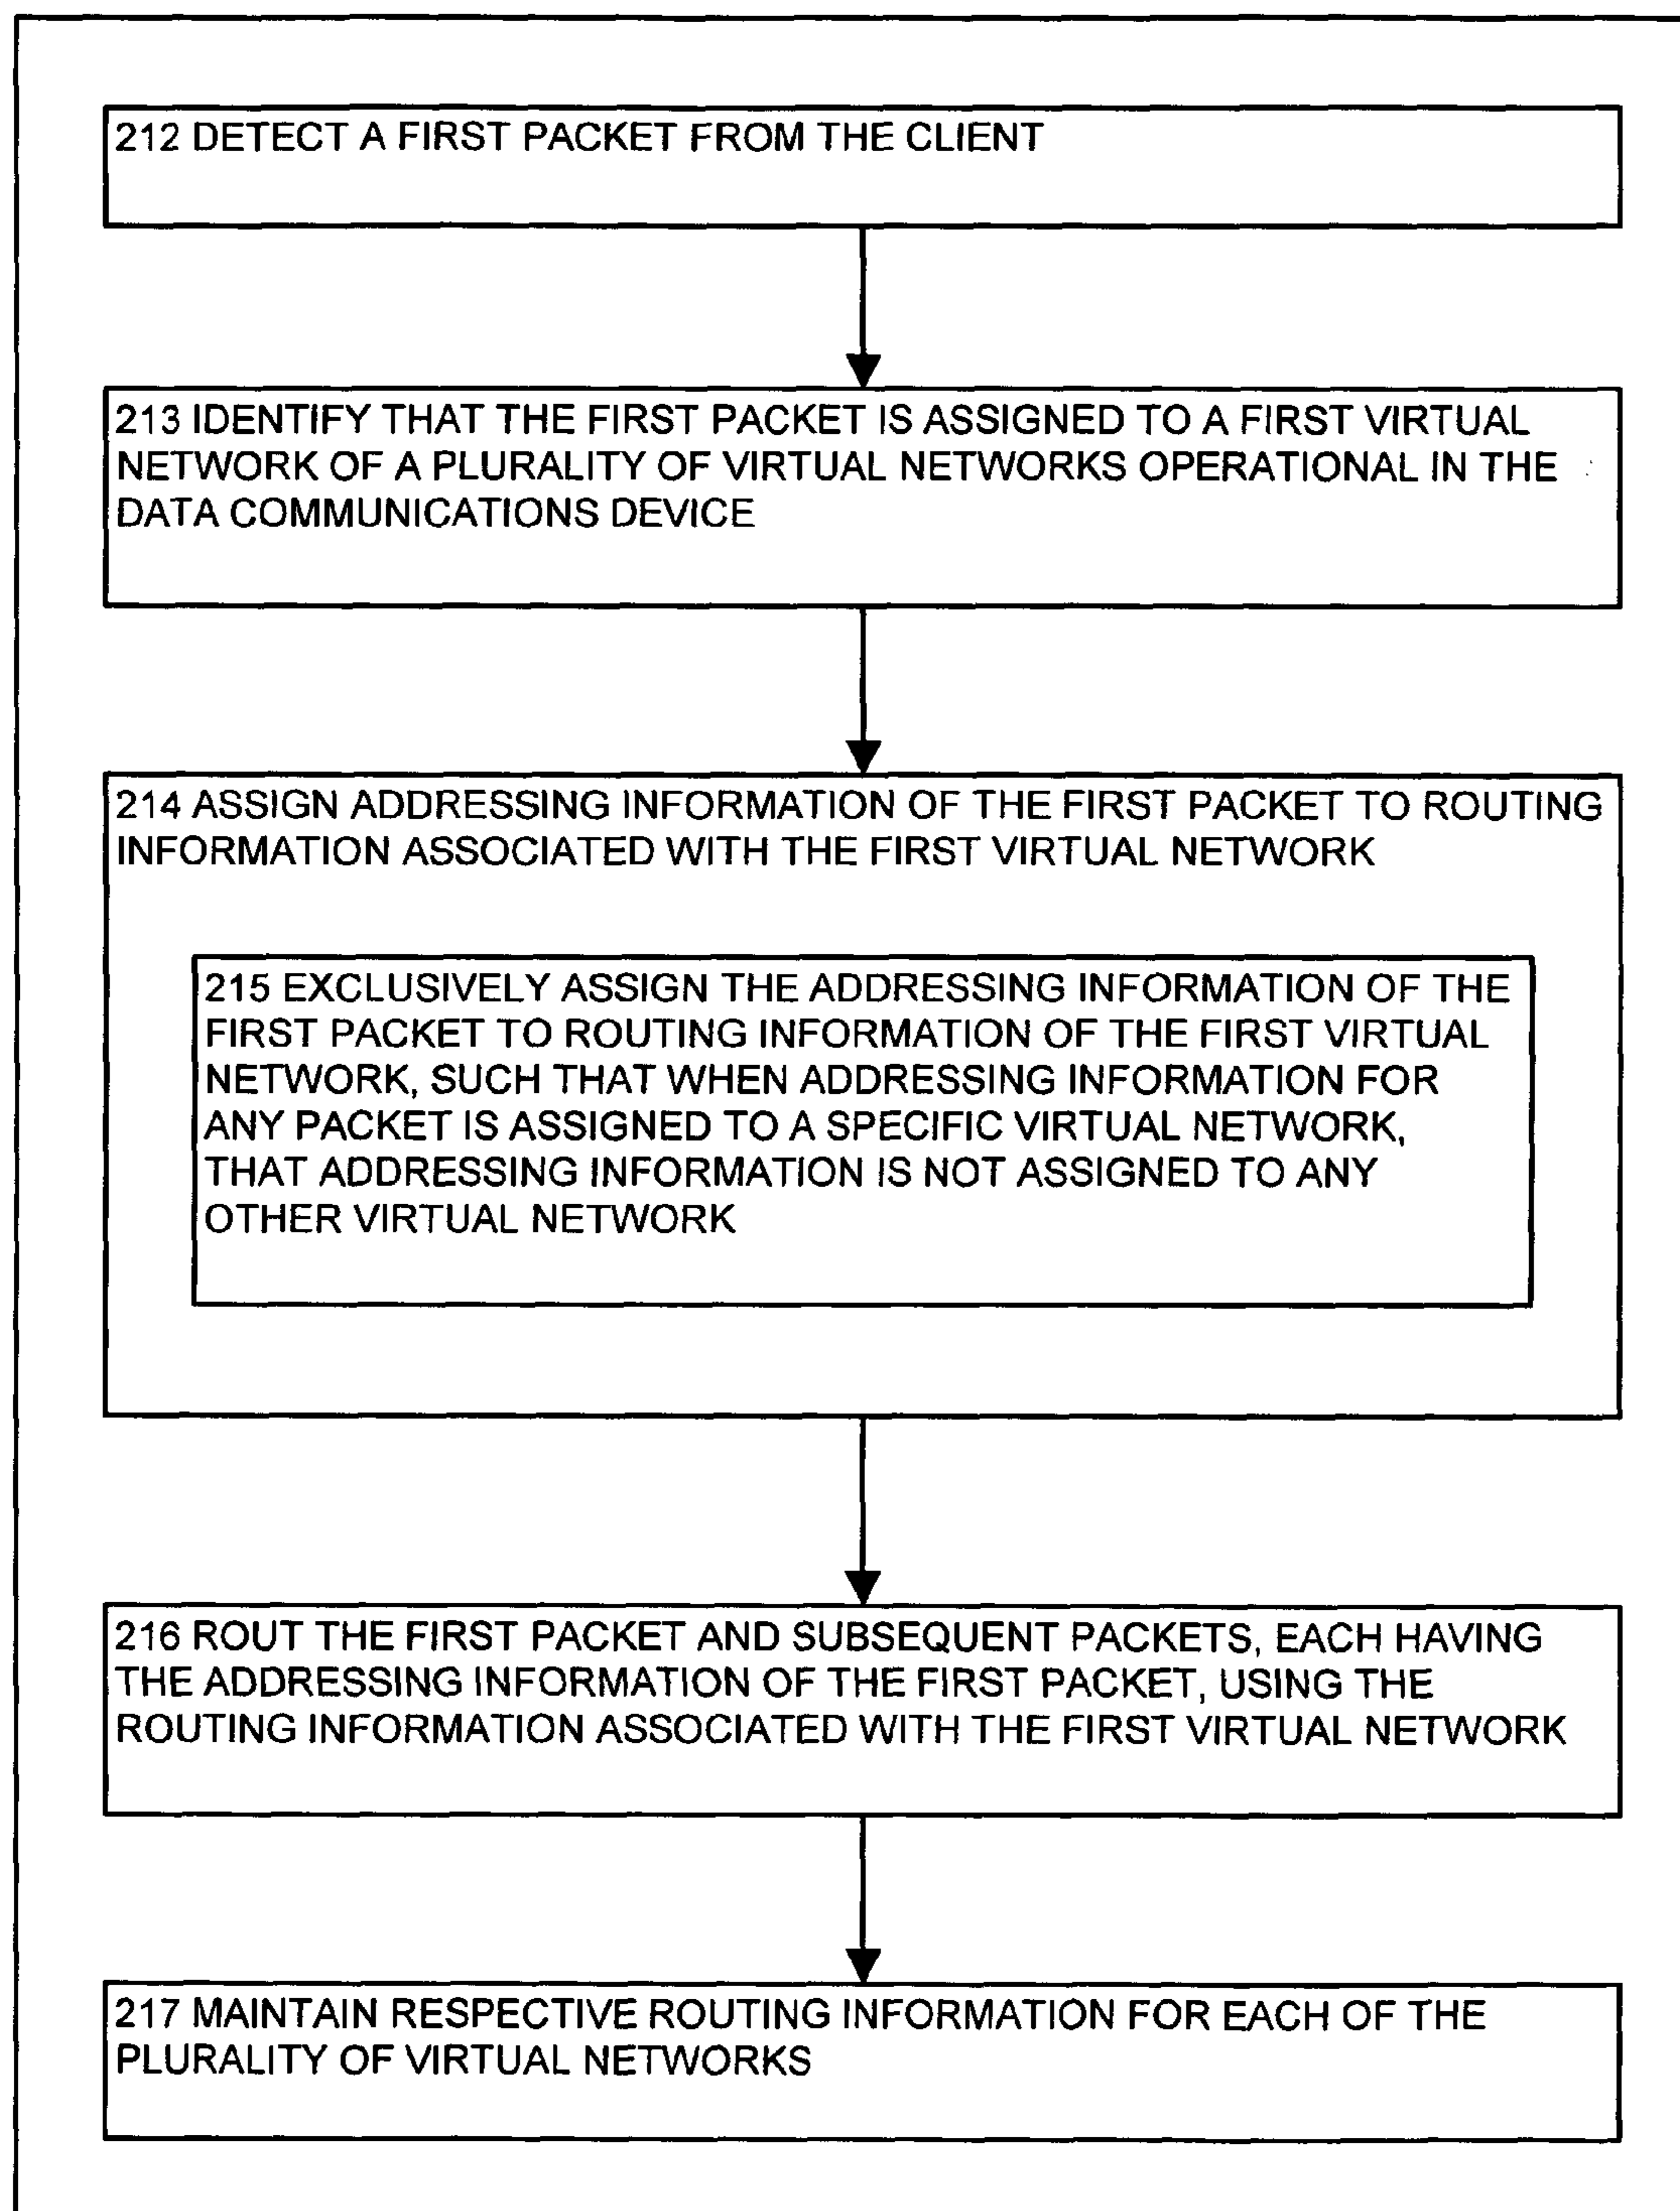 212 DETECT A FIRST PACKET FROM THE CLIENT
213 IDENTIFY THAT THE FIRST PACKET IS ASSIGNED TO A FIRST VIRTUAL
NETWORK OF A PLURALITY OF VIRTUAL NETWORKS OPERATIONAL IN THE
DATA COMMUNICATIONS DEVICE
214 ASSIGN ADDRESSING INFORMATION OF THE FIRST PACKET TO ROUTING
INFORMATION ASSOCIATED WITH THE FIRST VIRTUAL NETWORK
215 EXCLUSIVELY ASSIGN THE ADDRESSING INFORMATION OF THE
FIRST PACKET TO ROUTING INFORMATION OF THE FIRST VIRTUAL
NETWORK, SUCH THAT WHEN ADDRESSING INFORMATION FOR
ANY PACKET IS ASSIGNED TO A SPECIFIC VIRTUAL NETWORK,
THAT ADDRESSING INFORMATION IS NOT ASSIGNED TO ANY
OTHER VIRTUAL NETWORK
216 ROUT THE FIRST PACKET AND SUBSEQUENT PACKETS, EACH HAVING
THE ADDRESSING INFORMATION OF THE FIRST PACKET, USING THE
ROUTING INFORMATION ASSOCIATED WITH THE FIRST VIRTUAL NETWORK
217 MAINTAIN RESPECTIVE ROUTING INFORMATION FOR EACH OF THE
PLURALITY OF VIRTUAL NETWORKS